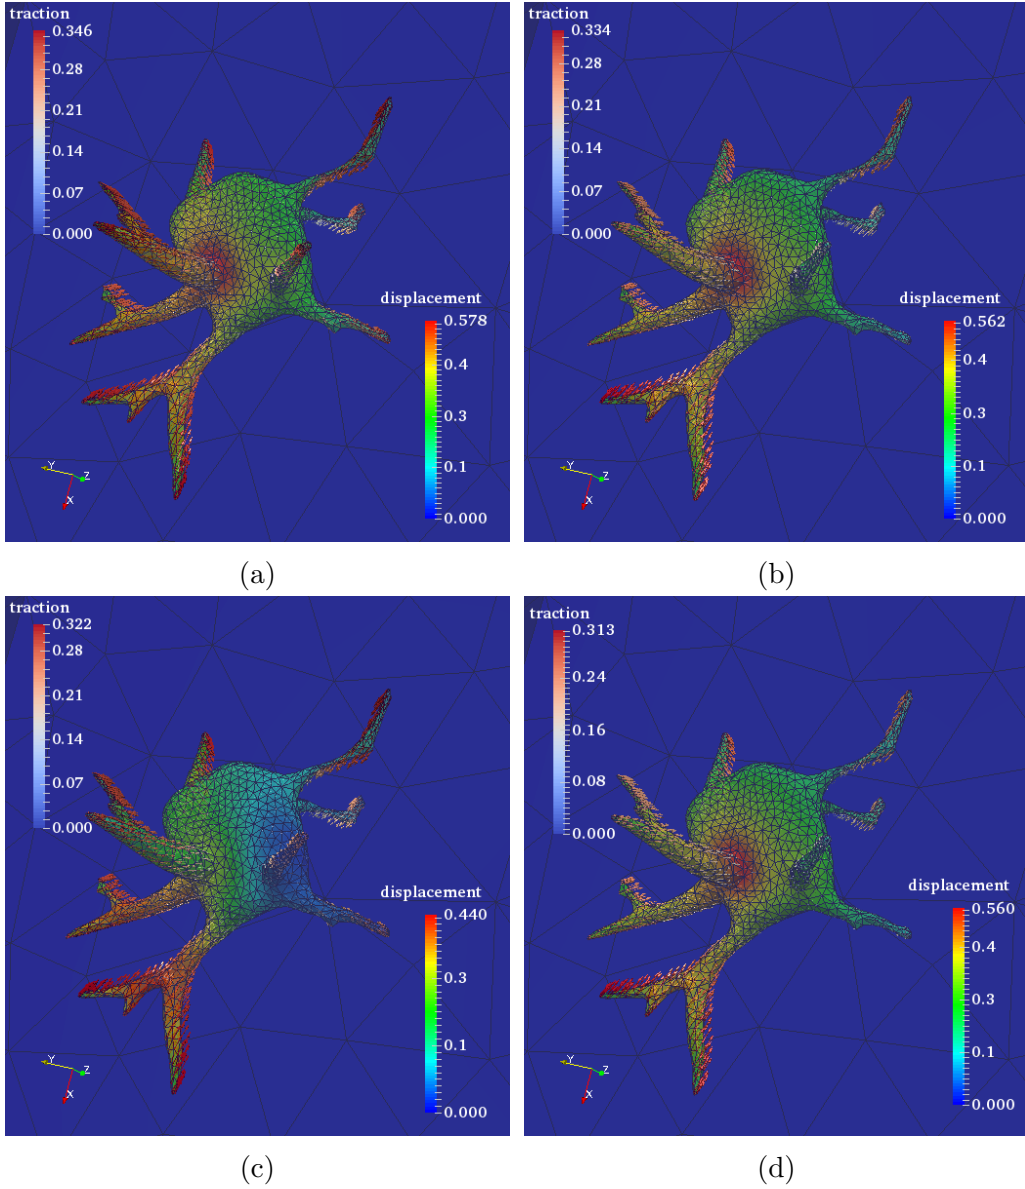 traction
0.346
0.28
0.21
0.14
0.07
0.000
displacement
0.578
0.4
0.3
0.1
0.000
Y
Z
X
(a)
traction
0.334
0.28
0.21
0.14
0.07
0.000
displacement
0.562
0.4
0.3
0.1
0.000
Y
Z
X
(b)
traction
0.322
0.28
0.21
0.14
0.07
0.000
displacement
0.440
0.3
0.1
0.000
Y
Z
X
(c)
traction
0.313
0.24
0.16
0.08
0.000
displacement
0.560
0.4
0.3
0.1
0.000
Y
Z
X
(d)